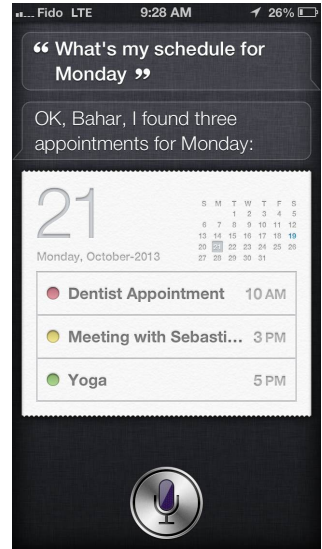 Fido LTE 9:28 AM 26%
“ What's my schedule for
Monday ”
OK, Bahar, I found three
appointments for Monday:
21
Monday, October-2013
S M T W T F S
1 2 3 4 5
6 7 8 9 10 11 12
13 14 15 16 17 18 19
20 21 22 23 24 25 26
27 28 29 30 31
Dentist Appointment 10 AM
Meeting with Sebasti... 3 PM
Yoga 5 PM